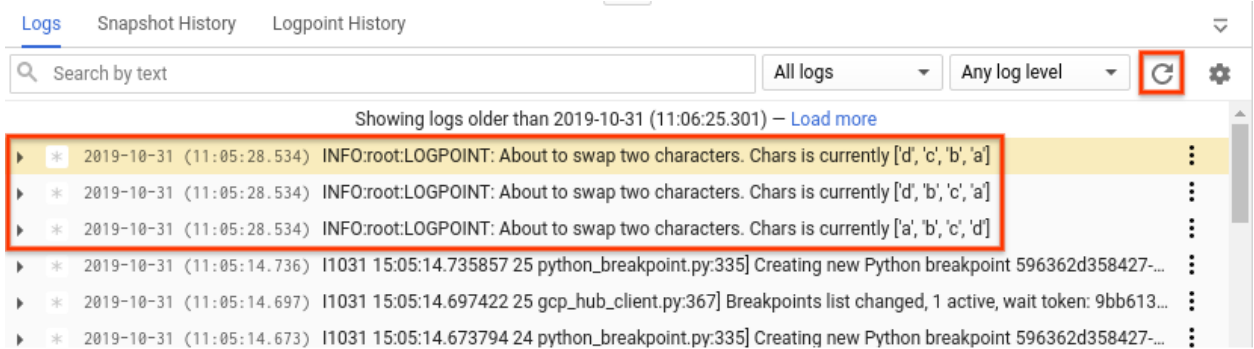 Logs Snapshot History Logpoint History
Search by text All logs Any log level
Showing logs older than 2019-10-31 (11:06:25.301) — Load more
2019-10-31 (11:05:28.534) INFO:root:LOGPOINT: About to swap two characters. Chars is currently ['d', 'c', 'b', 'a']
2019-10-31 (11:05:28.534) INFO:root:LOGPOINT: About to swap two characters. Chars is currently ['d', 'b', 'c', 'a']
2019-10-31 (11:05:28.534) INFO:root:LOGPOINT: About to swap two characters. Chars is currently ['a', 'b', 'c', 'd']
2019-10-31 (11:05:14.736) I1031 15:05:14.735857 25 python_breakpoint.py:335] Creating new Python breakpoint 596362d358427-...
2019-10-31 (11:05:14.697) I1031 15:05:14.697422 25 gcp_hub_client.py:367] Breakpoints list changed, 1 active, wait token: 9bb613...
2019-10-31 (11:05:14.673) I1031 15:05:14.673794 24 python_breakpoint.py:335] Creating new Python breakpoint 596362d358427-...